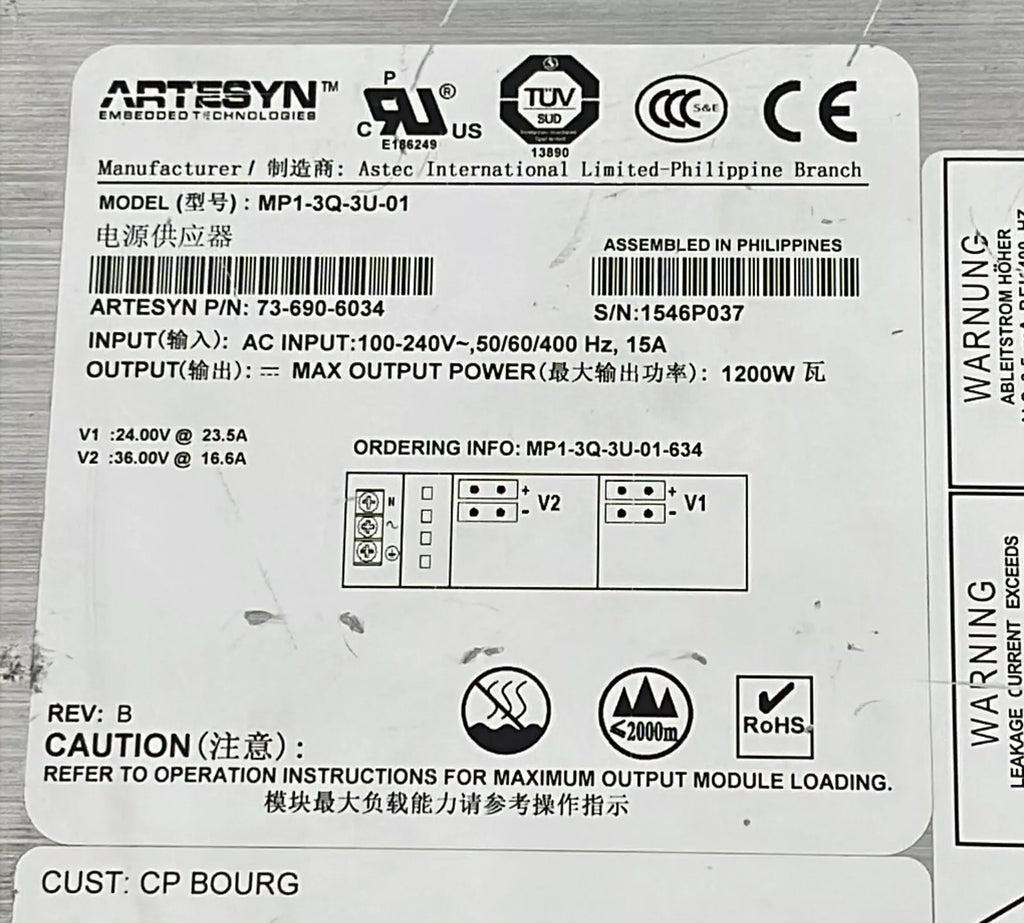 ARTESYN™
EMBEDDED TECHNOLOGIES
P
C US ®
E186249
TÜV
SUD
13890
CCC S&E
CE
Manufacturer / 制造商: Astec International Limited-Philippine Branch
MODEL (型号) : MP1-3Q-3U-01
电源供应器
ASSEMBLED IN PHILIPPINES
ARTESYN P/N: 73-690-6034
S/N:1546P037
INPUT(输入): AC INPUT:100-240V~,50/60/400 Hz, 15A
OUTPUT(输出): ⎓ MAX OUTPUT POWER(最大输出功率): 1200W 瓦
V1 :24.00V @ 23.5A
V2 :36.00V @ 16.6A
ORDERING INFO: MP1-3Q-3U-01-634
N
~
+
- V2
+
- V1
REV: B
≤2000m
RoHS
CAUTION(注意) :
REFER TO OPERATION INSTRUCTIONS FOR MAXIMUM OUTPUT MODULE LOADING.
模块最大负载能力请参考操作指示
CUST: CP BOURG
WARNUNG
ABLEITSTROM HÖHER
WARNING
LEAKAGE CURRENT EXCEEDS